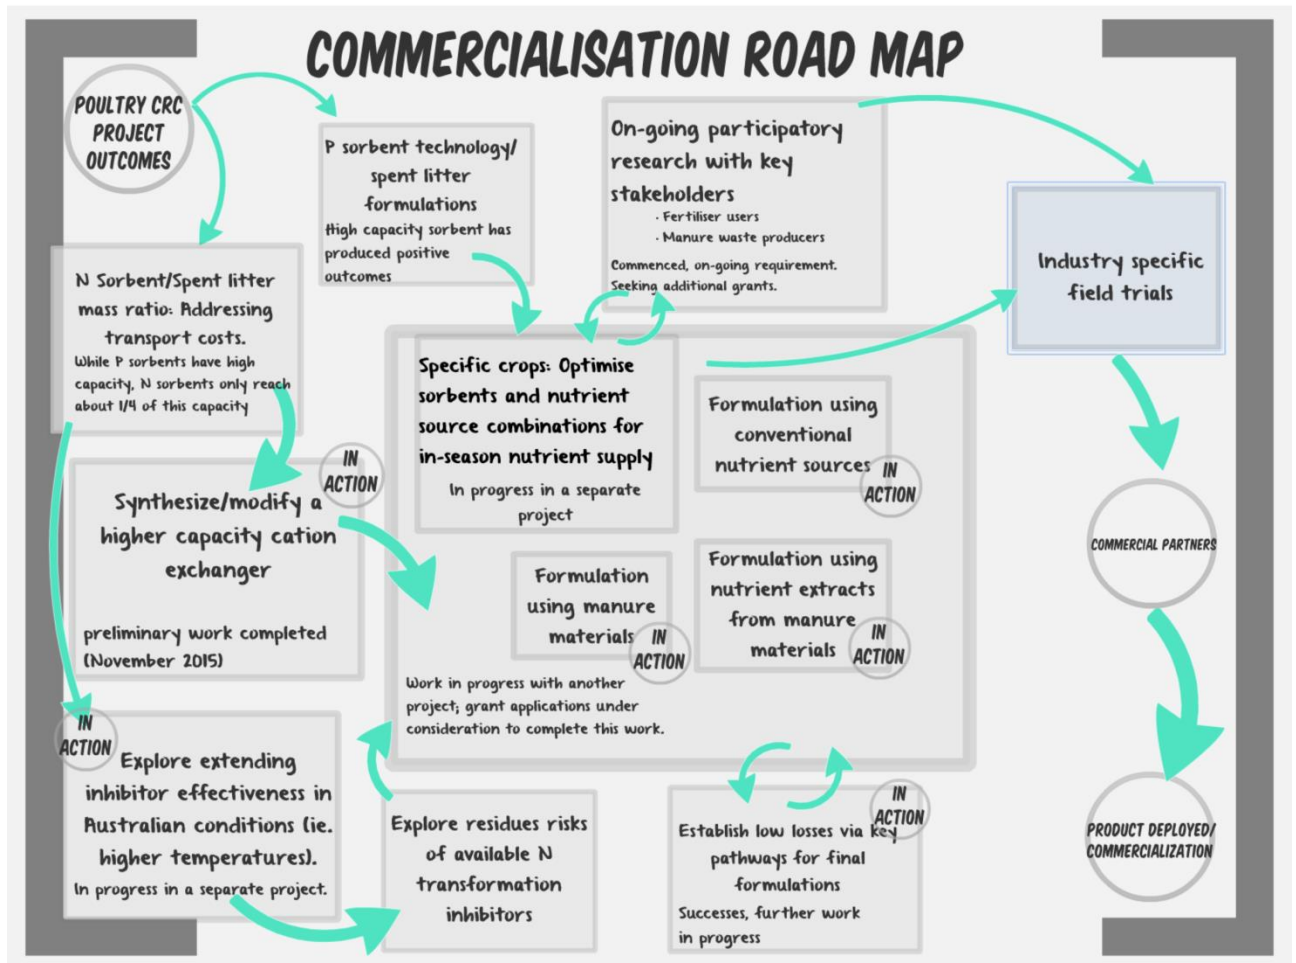 COMMERCIALISATION ROAD MAP
POULTRY CRC
PROJECT
OUTCOMES
P sorbent technology/
spent litter
formulations
High capacity sorbent has
produced positive
outcomes
On-going participatory
research with key
stakeholders
· Fertiliser users
· Manure waste producers
Commenced, on-going requirement.
Seeking additional grants.
Industry specific
field trials
N Sorbent/Spent litter
mass ratio: Addressing
transport costs.
While P sorbents have high
capacity, N sorbents only reach
about 1/4 of this capacity
Specific crops: Optimise
sorbents and nutrient
source combinations for
in-season nutrient supply
In progress in a separate
project
Formulation using
conventional
nutrient sources
IN
ACTION
IN
ACTION
Synthesize/modify a
higher capacity cation
exchanger
preliminary work completed
(November 2015)
Formulation
using manure
materials
IN
ACTION
Formulation using
nutrient extracts
from manure
materials
IN
ACTION
Work in progress with another
project; grant applications under
consideration to complete this work.
COMMERCIAL PARTNERS
IN
ACTION
Explore extending
inhibitor effectiveness in
Australian conditions (ie.
higher temperatures).
In progress in a separate project.
Explore residues risks
of available N
transformation
inhibitors
IN
ACTION
Establish low losses via key
pathways for final
formulations
Successes, further work
in progress
PRODUCT DEPLOYED/
COMMERCIALIZATION